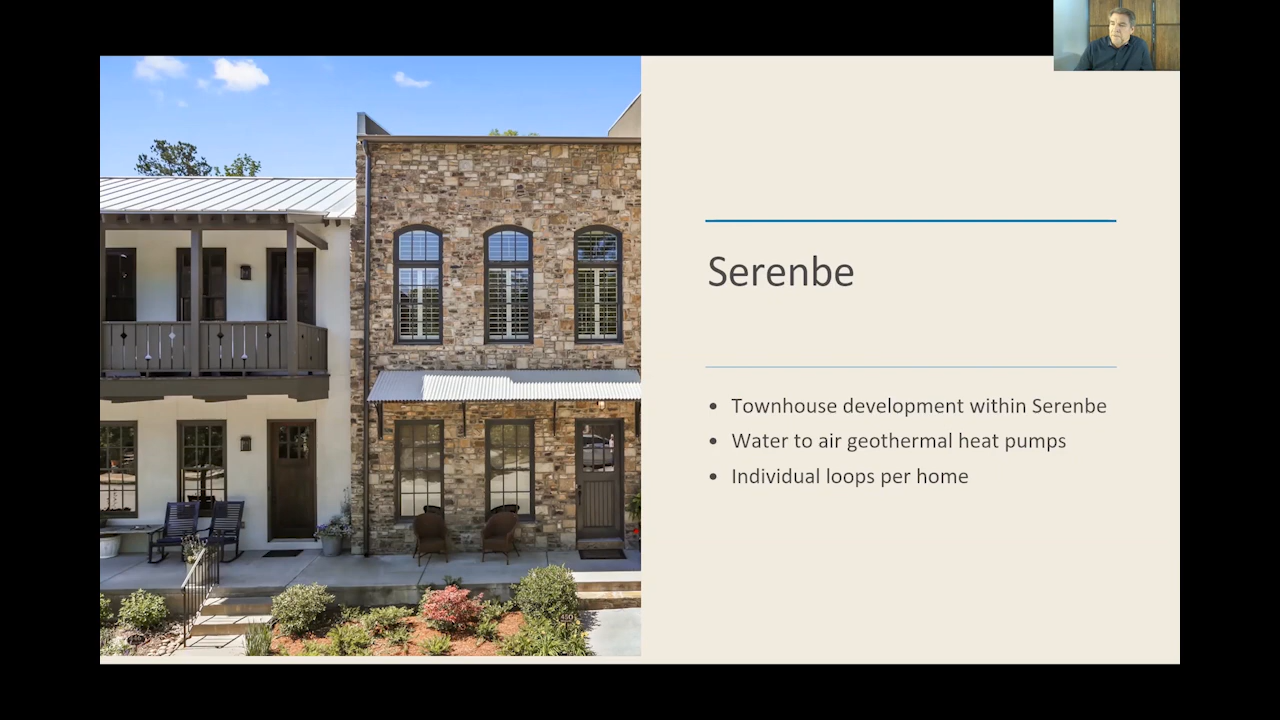 Serenbe
• Townhouse development within Serenbe
• Water to air geothermal heat pumps
• Individual loops per home